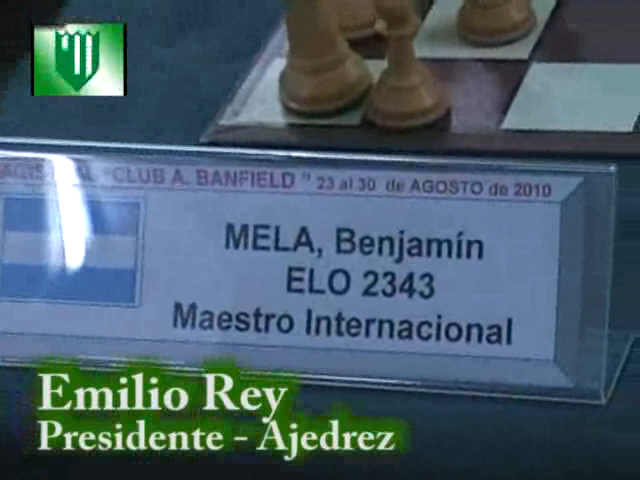 "CLUB A. BANFIELD " 23 al 30 de AGOSTO de 2010
MELA, Benjamín
ELO 2343
Maestro Internacional
Emilio Rey
Presidente - Ajedrez